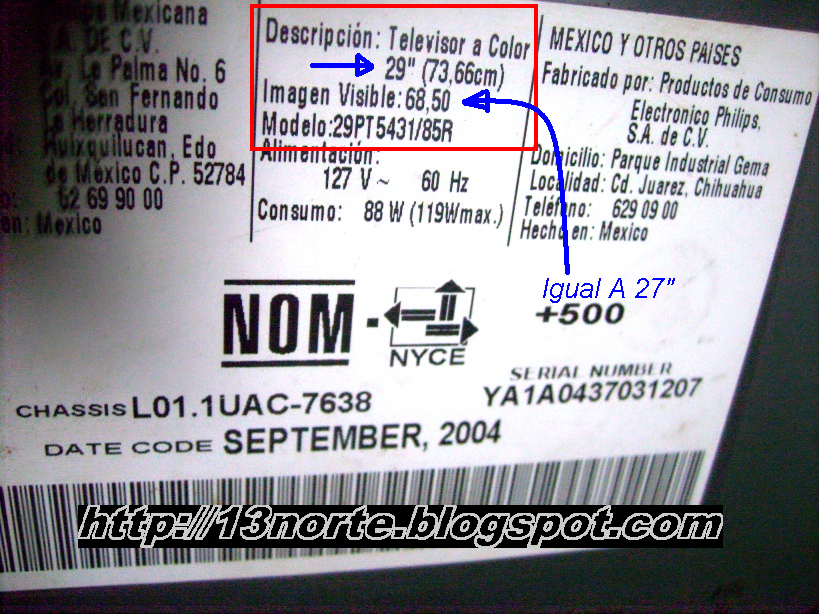 Mexicana
S.A. DE C.V.
Av. La Palma No. 6
Col. San Fernando
La Herradura
Huixquilucan, Edo
de México C.P. 52784
52 69 90 00
en: Mexico
Descripción: Televisor a Color
29" (73,66cm)
Imagen Visible: 68,50
Modelo:29PT5431/85R
Alimentación:
127 V ~ 60 Hz
Consumo: 88 W (119Wmax.)
MEXICO Y OTROS PAISES
Fabricado por: Productos de Consumo
Electronico Philips,
S.A. de C.V.
Domicilio: Parque Industrial Gema
Localidad: Cd. Juarez, Chihuahua
Teléfono: 629 09 00
Hecho en: Mexico
Igual A 27"
+500
NOM-
NYCE
SERIAL NUMBER
YA1A0437031207
CHASSIS L01.1UAC-7638
DATE CODE SEPTEMBER, 2004
http://13norte.blogspot.com